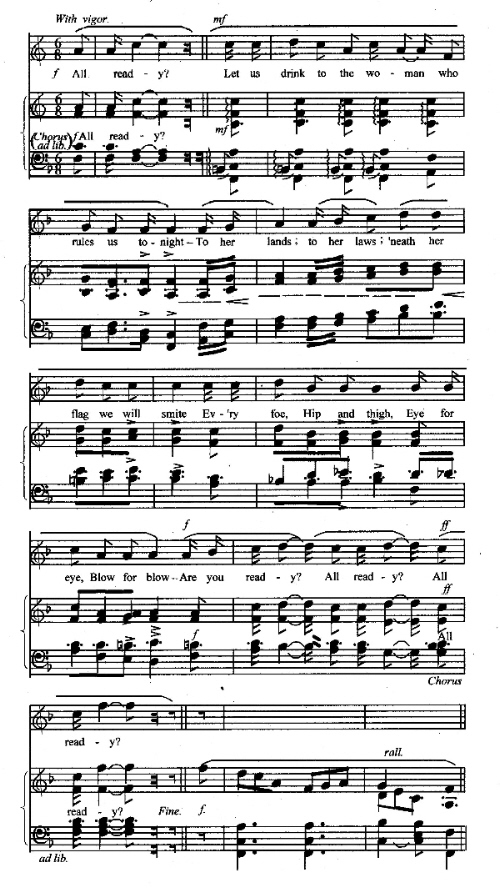 With vigor. mf
f All read - y? Let us drink to the wo - man who
mf
(Chorus) f All read - y?
(ad lib.)
rules us to - night - To her lands; to her laws; 'neath her
flag we will smite Ev - 'ry foe, Hip and thigh, Eye for
f ff
eye, Blow for blow - Are you read - y? All read - y? All
ff
f All
Chorus
read - y?
rall.
read - y? Fine. f.
ad lib.